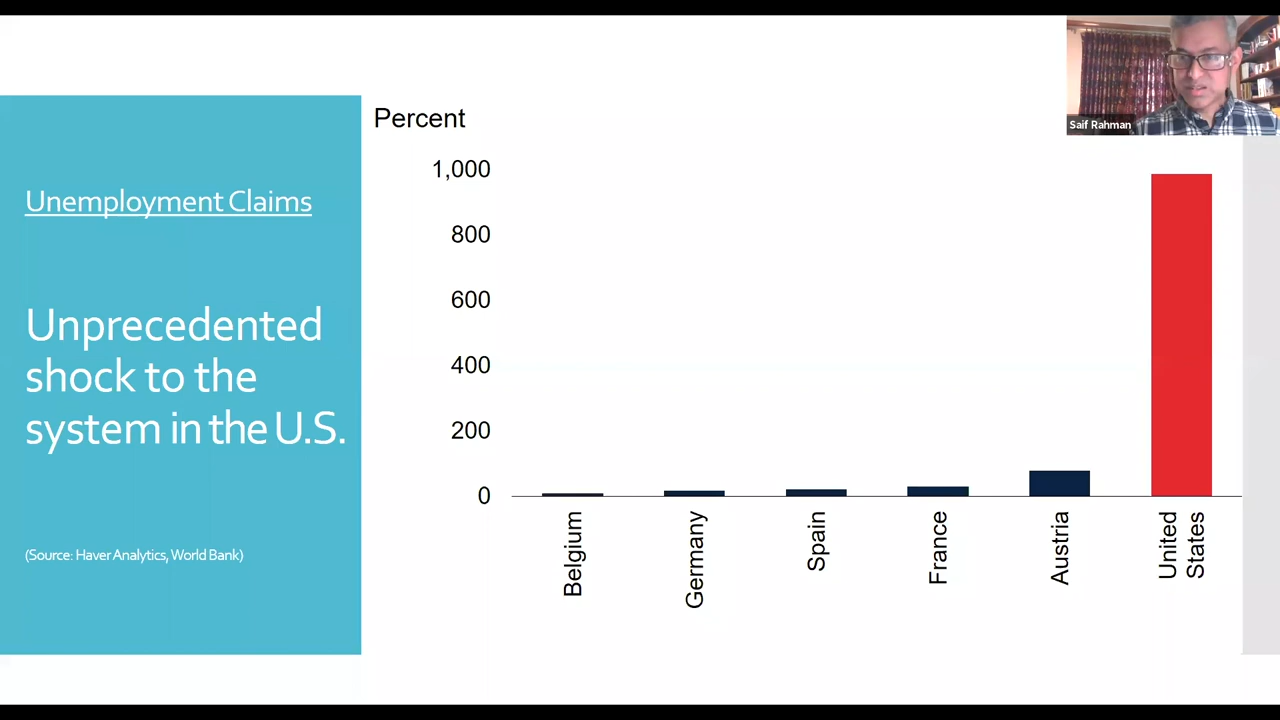 Saif Rahman
Unemployment Claims
Unprecedented
shock to the
system in the U.S.
(Source: Haver Analytics, World Bank)
Percent
1,000
800
600
400
200
0
Belgium
Germany
Spain
France
Austria
United
States